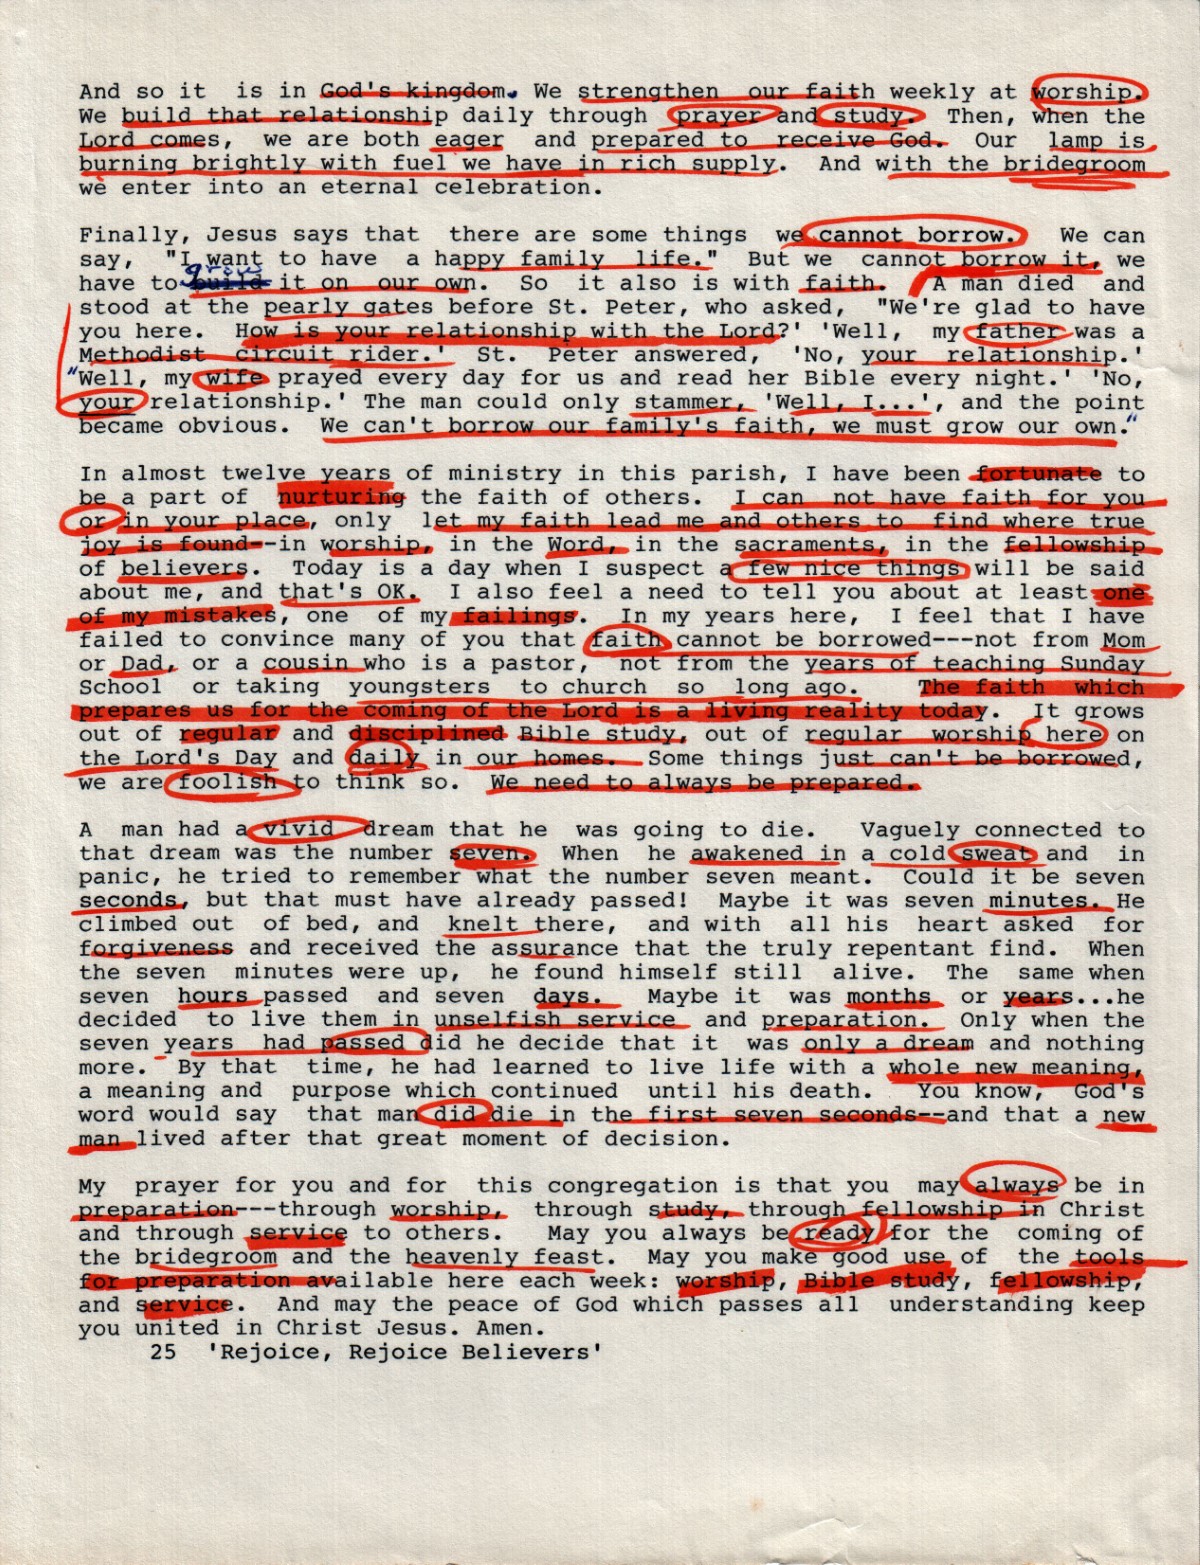 And so it is in God's kingdom. We strengthen our faith weekly at worship.
We build that relationship daily through prayer and study. Then, when the
Lord comes, we are both eager and prepared to receive God. Our lamp is
burning brightly with fuel we have in rich supply. And with the bridegroom
we enter into an eternal celebration.
Finally, Jesus says that there are some things we cannot borrow. We can
say, "I want to have a happy family life." But we cannot borrow it, we
grow
have to build it on our own. So it also is with faith. A man died and
stood at the pearly gates before St. Peter, who asked, "We're glad to have
you here. How is your relationship with the Lord?' 'Well, my father was a
Methodist circuit rider.' St. Peter answered, 'No, your relationship.'
"Well, my wife prayed every day for us and read her Bible every night.' 'No,
your relationship.' The man could only stammer, 'Well, I...', and the point
became obvious. We can't borrow our family's faith, we must grow our own."
In almost twelve years of ministry in this parish, I have been fortunate to
be a part of nurturing the faith of others. I can not have faith for you
or in your place, only let my faith lead me and others to find where true
joy is found--in worship, in the Word, in the sacraments, in the fellowship
of believers. Today is a day when I suspect a few nice things will be said
about me, and that's OK. I also feel a need to tell you about at least one
of my mistakes, one of my failings. In my years here, I feel that I have
failed to convince many of you that faith cannot be borrowed---not from Mom
or Dad, or a cousin who is a pastor, not from the years of teaching Sunday
School or taking youngsters to church so long ago. The faith which
prepares us for the coming of the Lord is a living reality today. It grows
out of regular and disciplined Bible study, out of regular worship here on
the Lord's Day and daily in our homes. Some things just can't be borrowed,
we are foolish to think so. We need to always be prepared.
A man had a vivid dream that he was going to die. Vaguely connected to
that dream was the number seven. When he awakened in a cold sweat and in
panic, he tried to remember what the number seven meant. Could it be seven
seconds, but that must have already passed! Maybe it was seven minutes. He
climbed out of bed, and knelt there, and with all his heart asked for
forgiveness and received the assurance that the truly repentant find. When
the seven minutes were up, he found himself still alive. The same when
seven hours passed and seven days. Maybe it was months or years...he
decided to live them in unselfish service and preparation. Only when the
seven years had passed did he decide that it was only a dream and nothing
more. By that time, he had learned to live life with a whole new meaning,
a meaning and purpose which continued until his death. You know, God's
word would say that man did die in the first seven seconds--and that a new
man lived after that great moment of decision.
My prayer for you and for this congregation is that you may always be in
preparation---through worship, through study, through fellowship in Christ
and through service to others. May you always be ready for the coming of
the bridegroom and the heavenly feast. May you make good use of the tools
for preparation available here each week: worship, Bible study, fellowship,
and service. And may the peace of God which passes all understanding keep
you united in Christ Jesus. Amen.
25 'Rejoice, Rejoice Believers'